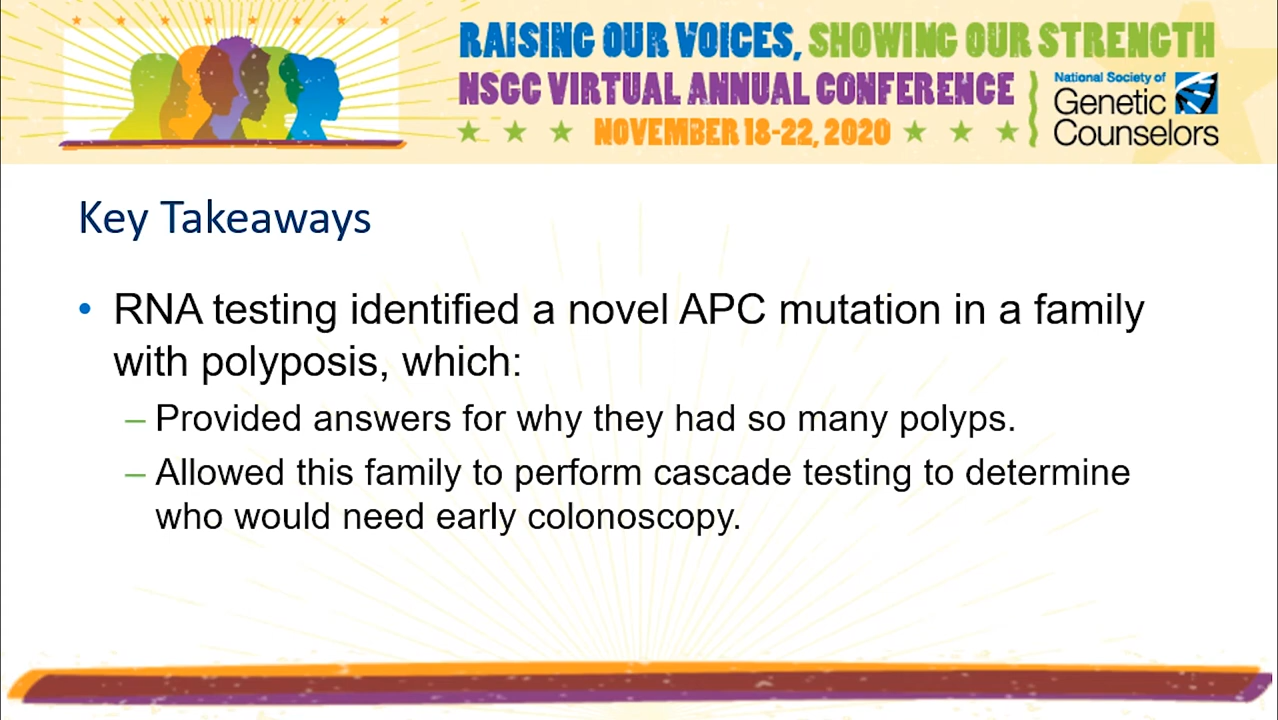 RAISING OUR VOICES, SHOWING OUR STRENGTH
NSGC VIRTUAL ANNUAL CONFERENCE
NOVEMBER 18-22, 2020
National Society of
Genetic
Counselors
Key Takeaways
• RNA testing identified a novel APC mutation in a family
with polyposis, which:
– Provided answers for why they had so many polyps.
– Allowed this family to perform cascade testing to determine
who would need early colonoscopy.